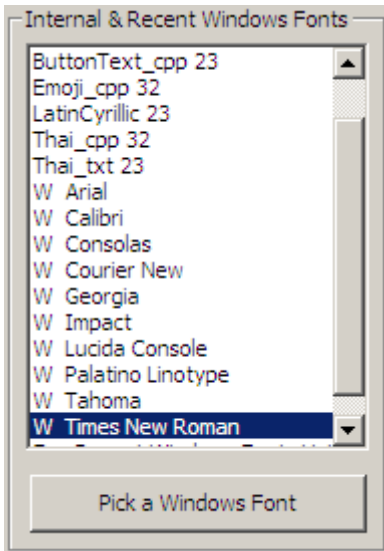 Internal & Recent Windows Fonts
ButtonText_cpp 23
Emoji_cpp 32
LatinCyrillic 23
Thai_cpp 32
Thai_txt 23
W Arial
W Calibri
W Consolas
W Courier New
W Georgia
W Impact
W Lucida Console
W Palatino Linotype
W Tahoma
W Times New Roman
Pick a Windows Font